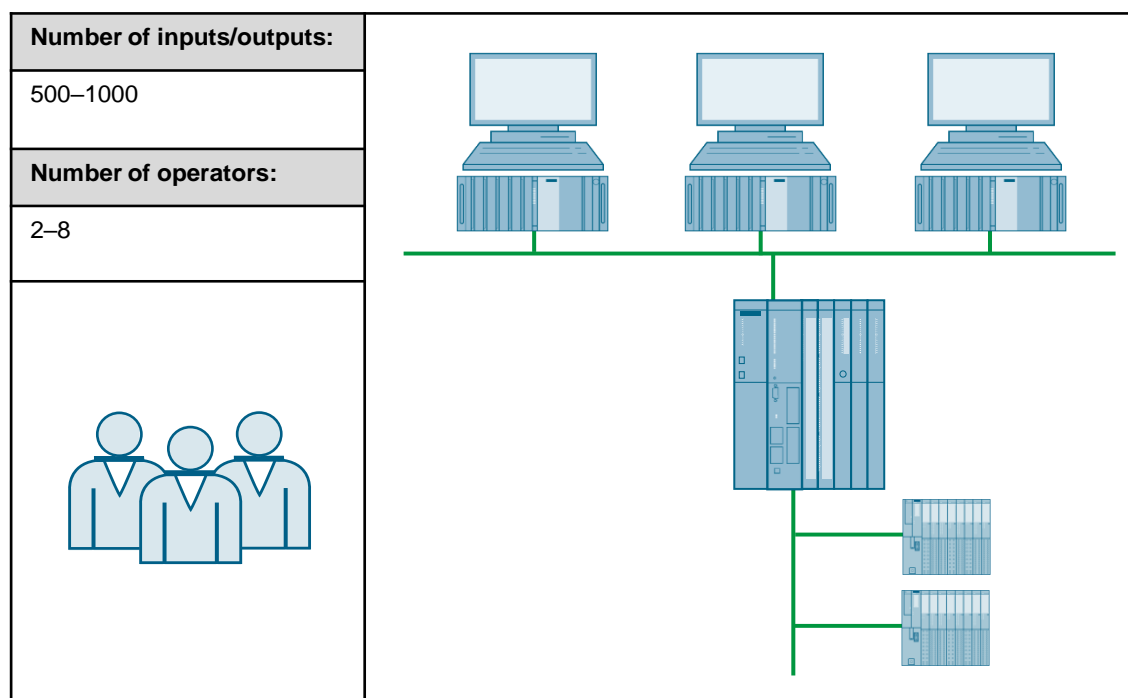 Number of inputs/outputs:
500–1000
Number of operators:
2–8